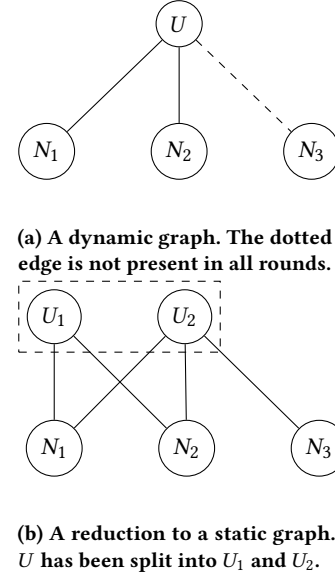 U
N1 N2 N3
(a) A dynamic graph. The dotted
edge is not present in all rounds.
U1 U2
N1 N2 N3
(b) A reduction to a static graph.
U has been split into U1 and U2.